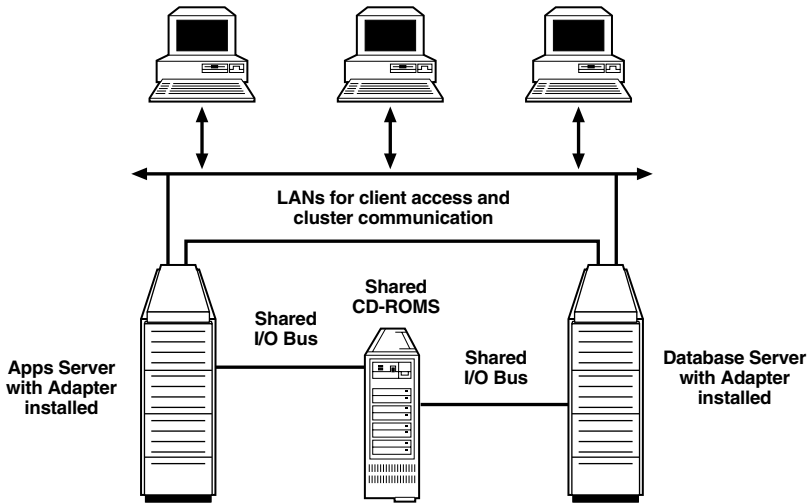 LANs for client access and
cluster communication
Shared
CD-ROMS
Shared
I/O Bus
Shared
I/O Bus
Apps Server
with Adapter
installed
Database Server
with Adapter
installed